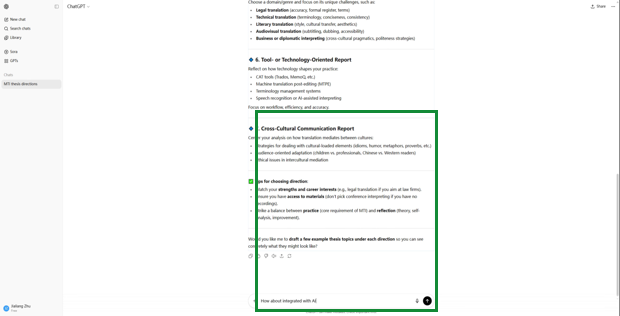 ChatGPT
Share
New chat
Search chats
Library
Sora
GPTs
Chats
MTI thesis directions
Choose a domain/genre and focus on its unique challenges, such as:
Legal translation (accuracy, formal register, terms)
Technical translation (terminology, conciseness, consistency)
Literary translation (style, cultural transfer, aesthetics)
Audiovisual translation (subtitling, dubbing, accessibility)
Business or diplomatic interpreting (cross-cultural pragmatics, politeness strategies)
6. Tool- or Technology-Oriented Report
Reflect on how technology shapes your practice
CAT tools (Trados, MemoQ, etc.)
Machine translation post-editing (MTPE)
Terminology management systems
Speech recognition or AI-assisted interpreting
Focus on workflow, efficiency, and accuracy.
. Cross-Cultural Communication Report
Center your analysis on how translation mediates between cultures:
Strategies for dealing with cultural-loaded elements (idioms, humor, metaphors, proverbs, etc.)
Audience-oriented adaptation (children vs. professionals, Chinese vs. Western readers)
Ethical issues in intercultural mediation
for choosing direction
your strengths and career interests (e.g., legal translation if you aim at law firms).
Ensure you have access to materials (don't pick conference interpreting if you have no
recordings).
a balance between practice (core requirement of MTI) and reflection (theory, self-
analysis, improvement).
Would you like me to draft a few example thesis topics under each direction so you can see
concretely what they might look like?
How about integrated with AI
Jialiang Zhu
Free